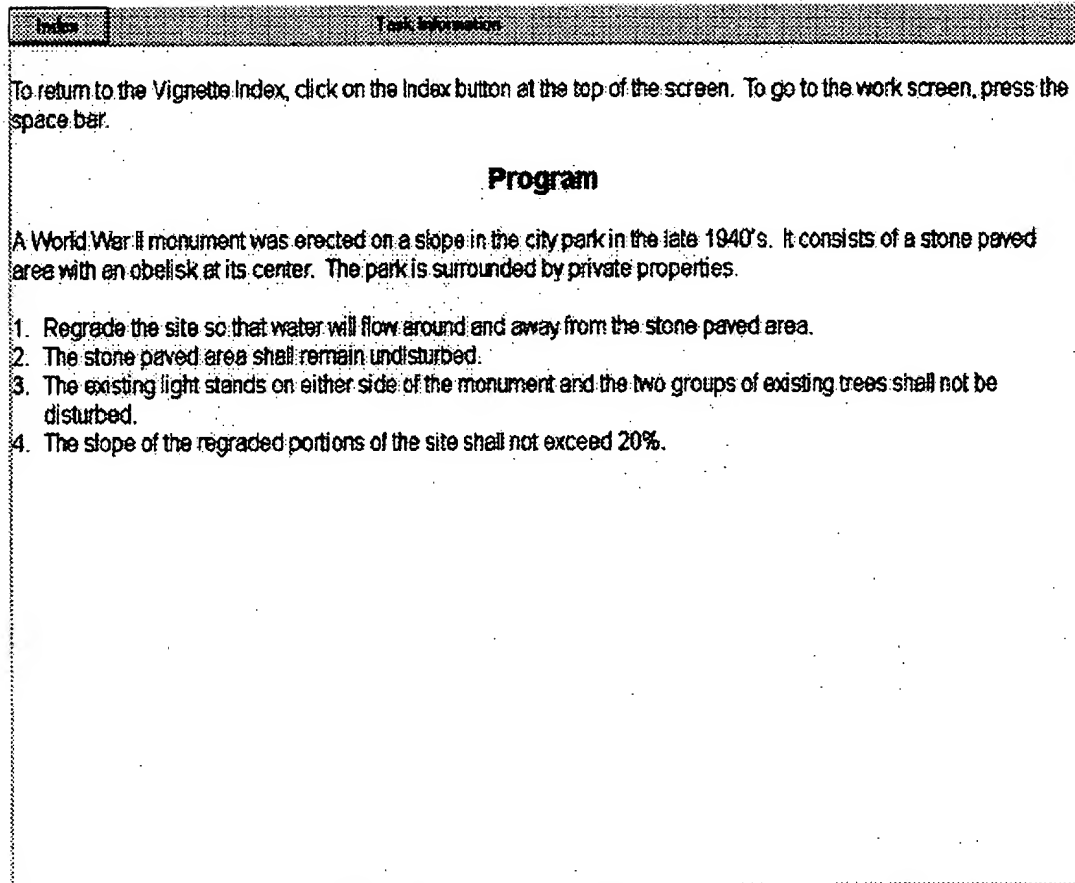 Index Task Information
To return to the Vignette Index, click on the Index button at the top of the screen. To go to the work screen, press the
space bar.
Program
A World War II monument was erected on a slope in the city park in the late 1940's. It consists of a stone paved
area with an obelisk at its center. The park is surrounded by private properties.
1. Regrade the site so that water will flow around and away from the stone paved area.
2. The stone paved area shall remain undisturbed.
3. The existing light stands on either side of the monument and the two groups of existing trees shall not be
disturbed.
4. The slope of the regraded portions of the site shall not exceed 20%.